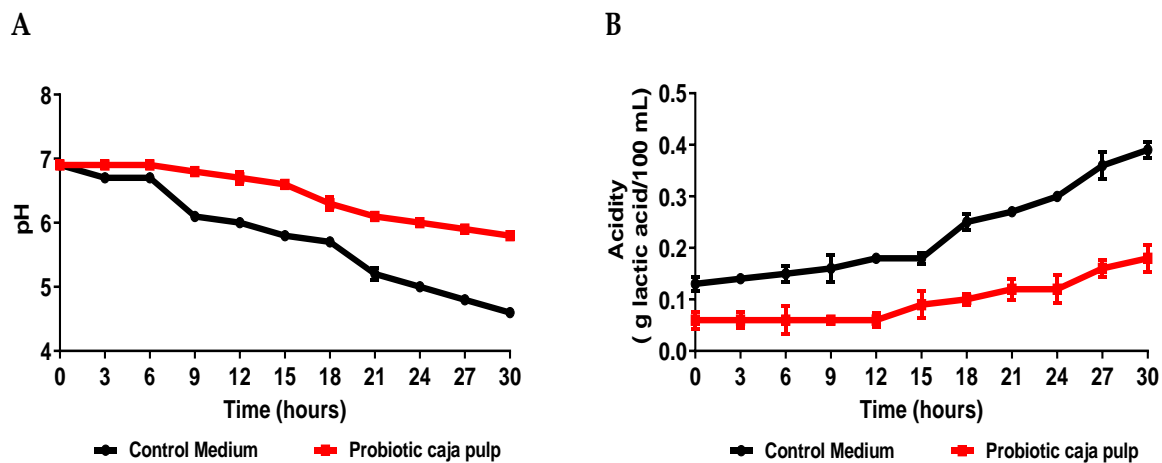 A
8
7
6
5
4
pH
0 3 6 9 12 15 18 21 24 27 30
Time (hours)
Control Medium Probiotic caja pulp
B
0.5
0.4
0.3
0.2
0.1
0.0
Acidity
( g lactic acid/100 mL)
0 3 6 9 12 15 18 21 24 27 30
Time (hours)
Control Medium Probiotic caja pulp